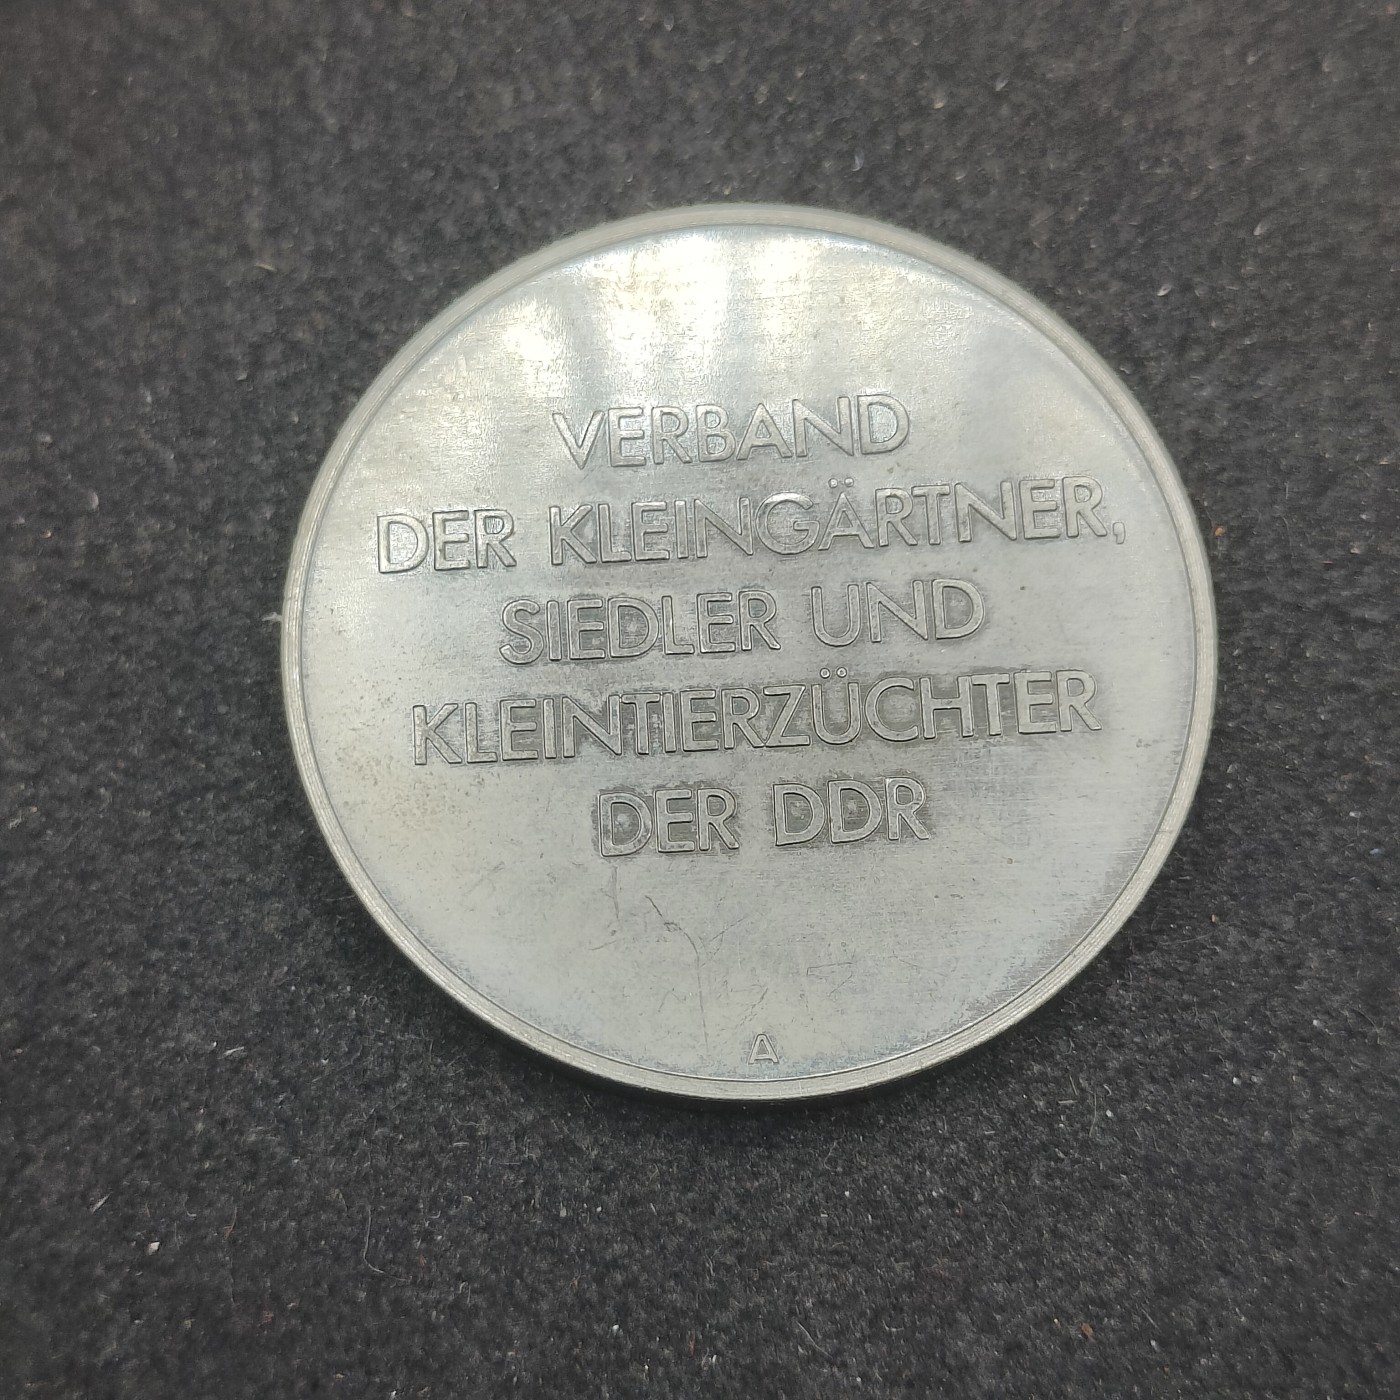 VERBAND
DER KLEINGÄRTNER,
SIEDLER UND
KLEINTIERZÜCHTER
DER DDR
A